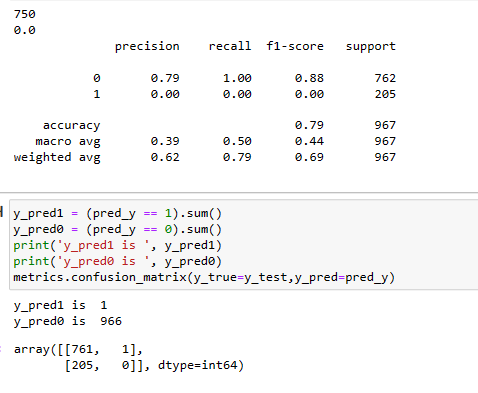 750
0.0
precision recall f1-score support
0 0.79 1.00 0.88 762
1 0.00 0.00 0.00 205
accuracy 0.79 967
macro avg 0.39 0.50 0.44 967
weighted avg 0.62 0.79 0.69 967
y_pred1 = (pred_y == 1).sum()
y_pred0 = (pred_y == 0).sum()
print('y_pred1 is ', y_pred1)
print('y_pred0 is ', y_pred0)
metrics.confusion_matrix(y_true=y_test,y_pred=pred_y)
y_pred1 is  1
y_pred0 is  966
array([[761,   1],
[205,   0]], dtype=int64)